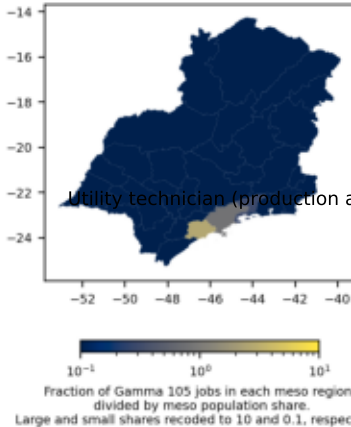 −14
−16
−18
−20
Utility technician (production a
−22
−24
−52 −50 −48 −46 −44 −42 −40
10⁻¹ 10⁰ 10¹
Fraction of Gamma 105 jobs in each meso region
divided by meso population share.
Large and small shares recoded to 10 and 0.1, respec